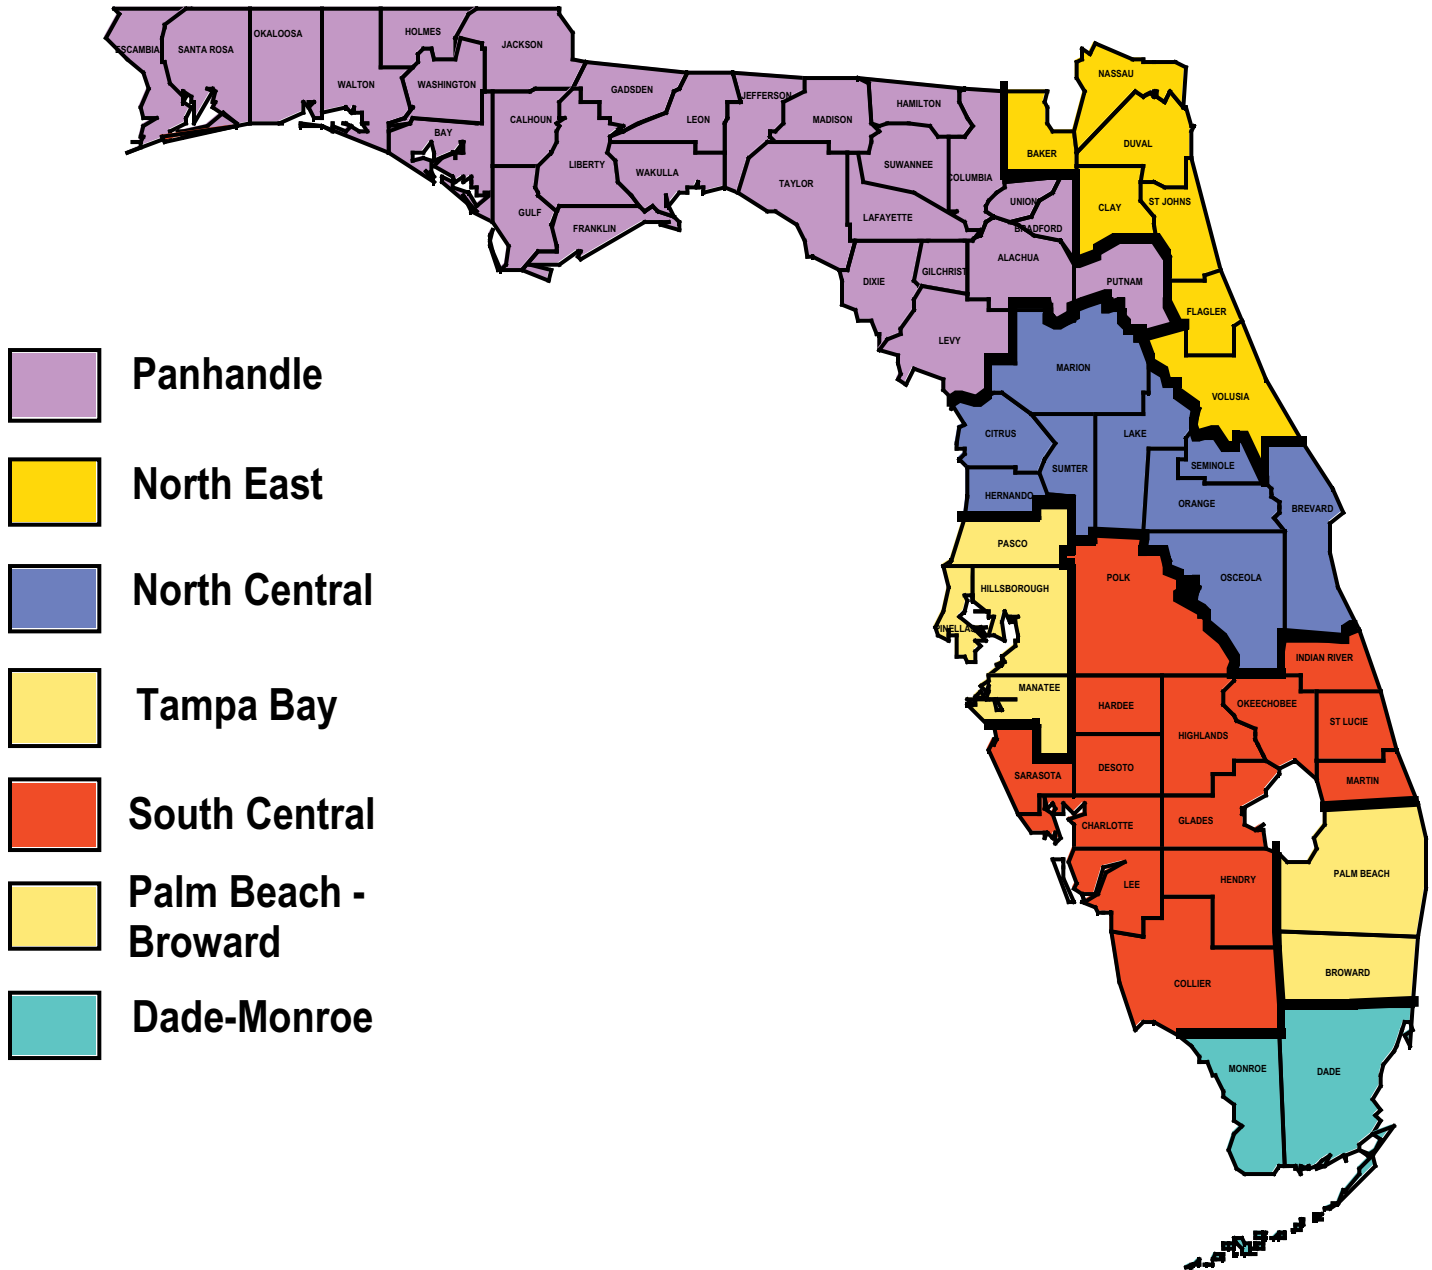 ESCAMBIA
SANTA ROSA
OKALOOSA
WALTON
HOLMES
WASHINGTON
JACKSON
BAY
CALHOUN
GULF
GADSDEN
LIBERTY
FRANKLIN
LEON
WAKULLA
JEFFERSON
MADISON
TAYLOR
HAMILTON
SUWANNEE
LAFAYETTE
COLUMBIA
DIXIE
GILCHRIST
UNION
BRADFORD
ALACHUA
LEVY
PUTNAM
BAKER
NASSAU
DUVAL
CLAY
ST JOHNS
FLAGLER
VOLUSIA
MARION
CITRUS
SUMTER
LAKE
HERNANDO
SEMINOLE
ORANGE
BREVARD
OSCEOLA
PASCO
HILLSBOROUGH
PINELLAS
MANATEE
POLK
INDIAN RIVER
HARDEE
OKEECHOBEE
ST LUCIE
HIGHLANDS
DESOTO
SARASOTA
MARTIN
CHARLOTTE
GLADES
LEE
HENDRY
COLLIER
PALM BEACH
BROWARD
MONROE
DADE
Panhandle
North East
North Central
Tampa Bay
South Central
Palm Beach -
Broward
Dade-Monroe